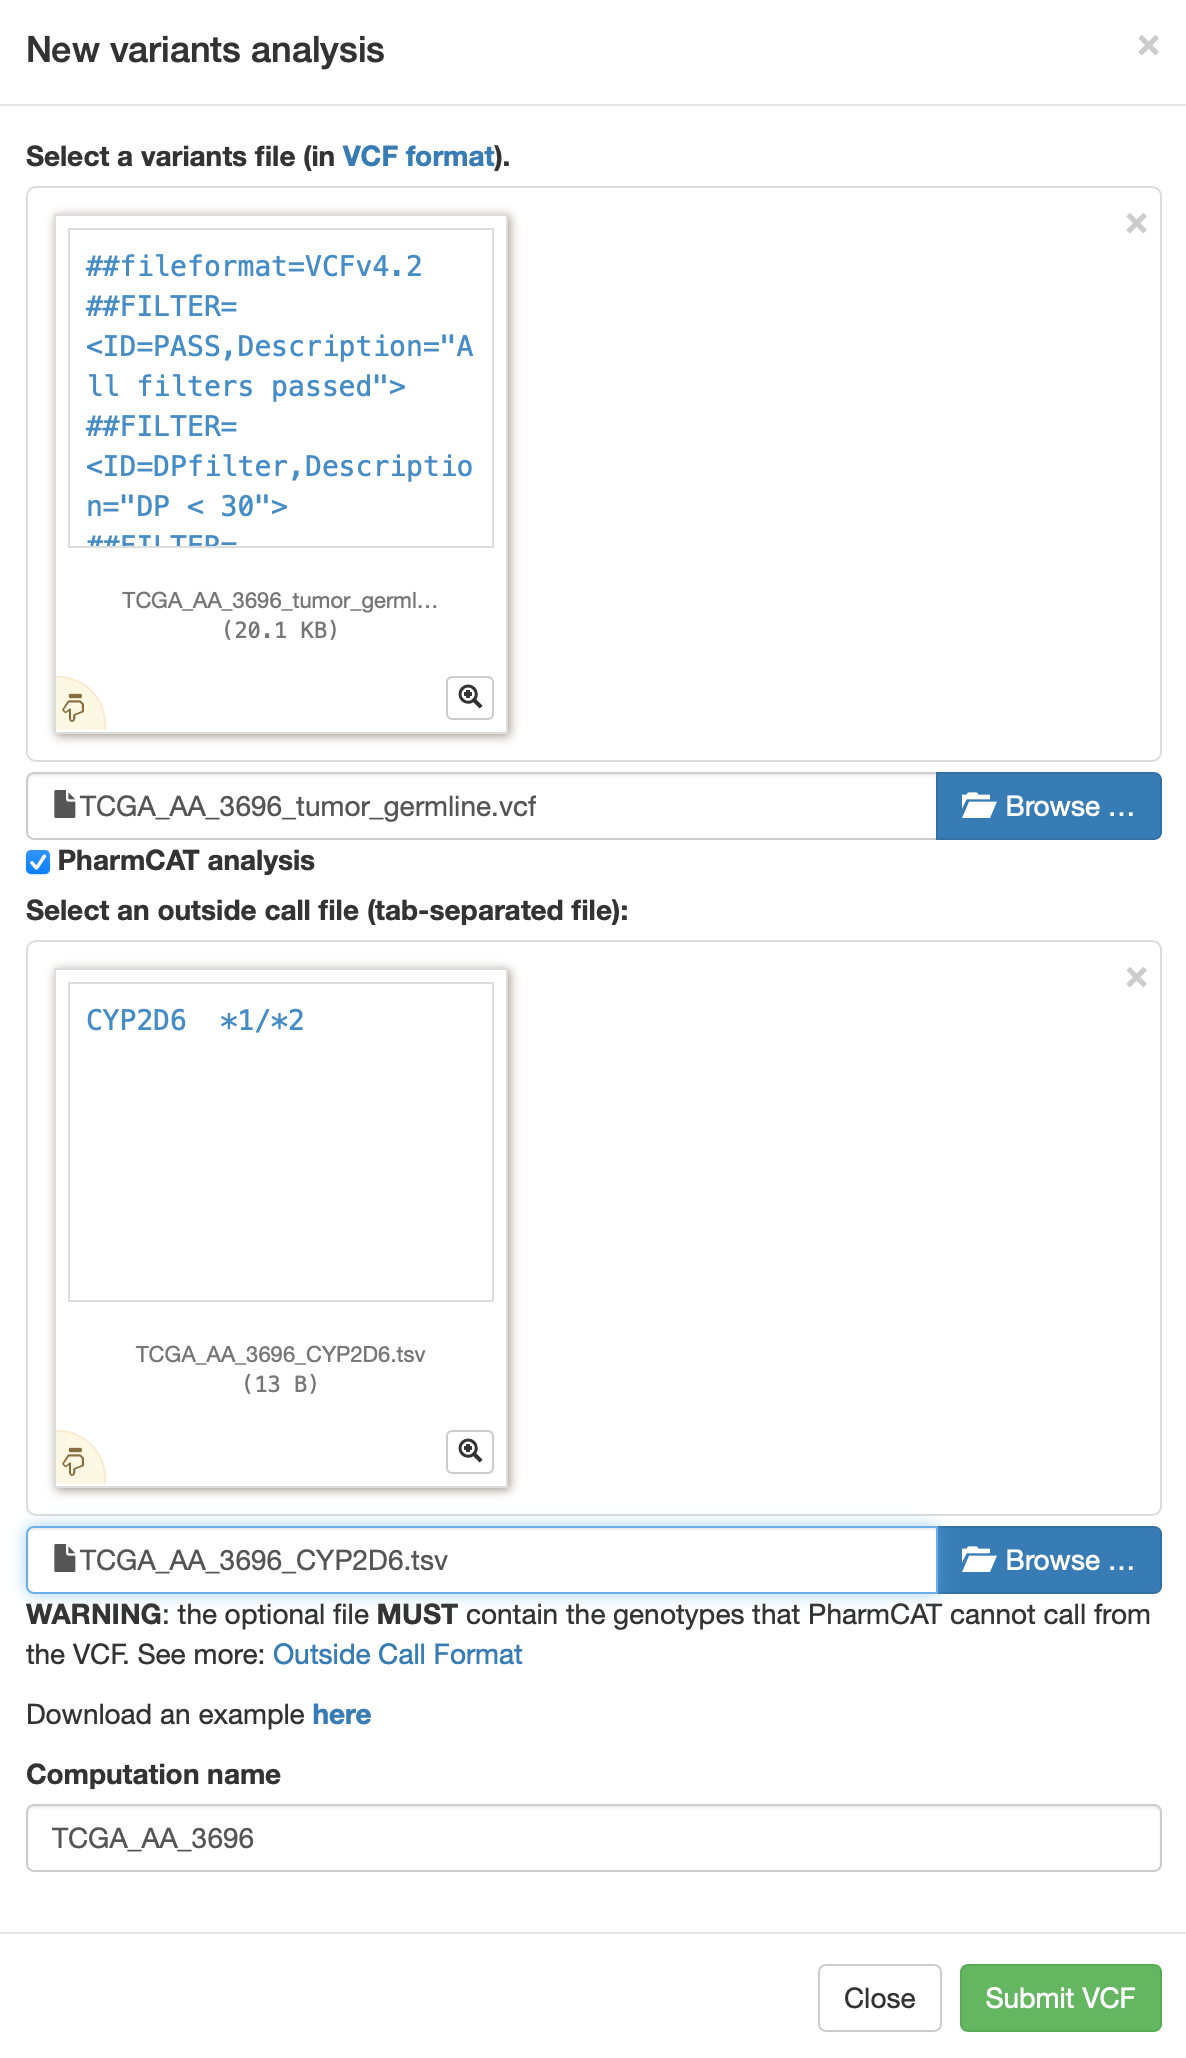 New variants analysis
×
Select a variants file (in VCF format).
×
##fileformat=VCFv4.2
##FILTER=
<ID=PASS,Description="A
ll filters passed">
##FILTER=
<ID=DPfilter,Descriptio
n="DP < 30">
##FILTER=
TCGA_AA_3696_tumor_germl...
(20.1 KB)
TCGA_AA_3696_tumor_germline.vcf
Browse ...
PharmCAT analysis
Select an outside call file (tab-separated file):
×
CYP2D6 *1/*2
TCGA_AA_3696_CYP2D6.tsv
(13 B)
TCGA_AA_3696_CYP2D6.tsv
Browse ...
WARNING: the optional file MUST contain the genotypes that PharmCAT cannot call from
the VCF. See more: Outside Call Format
Download an example here
Computation name
TCGA_AA_3696
Close
Submit VCF